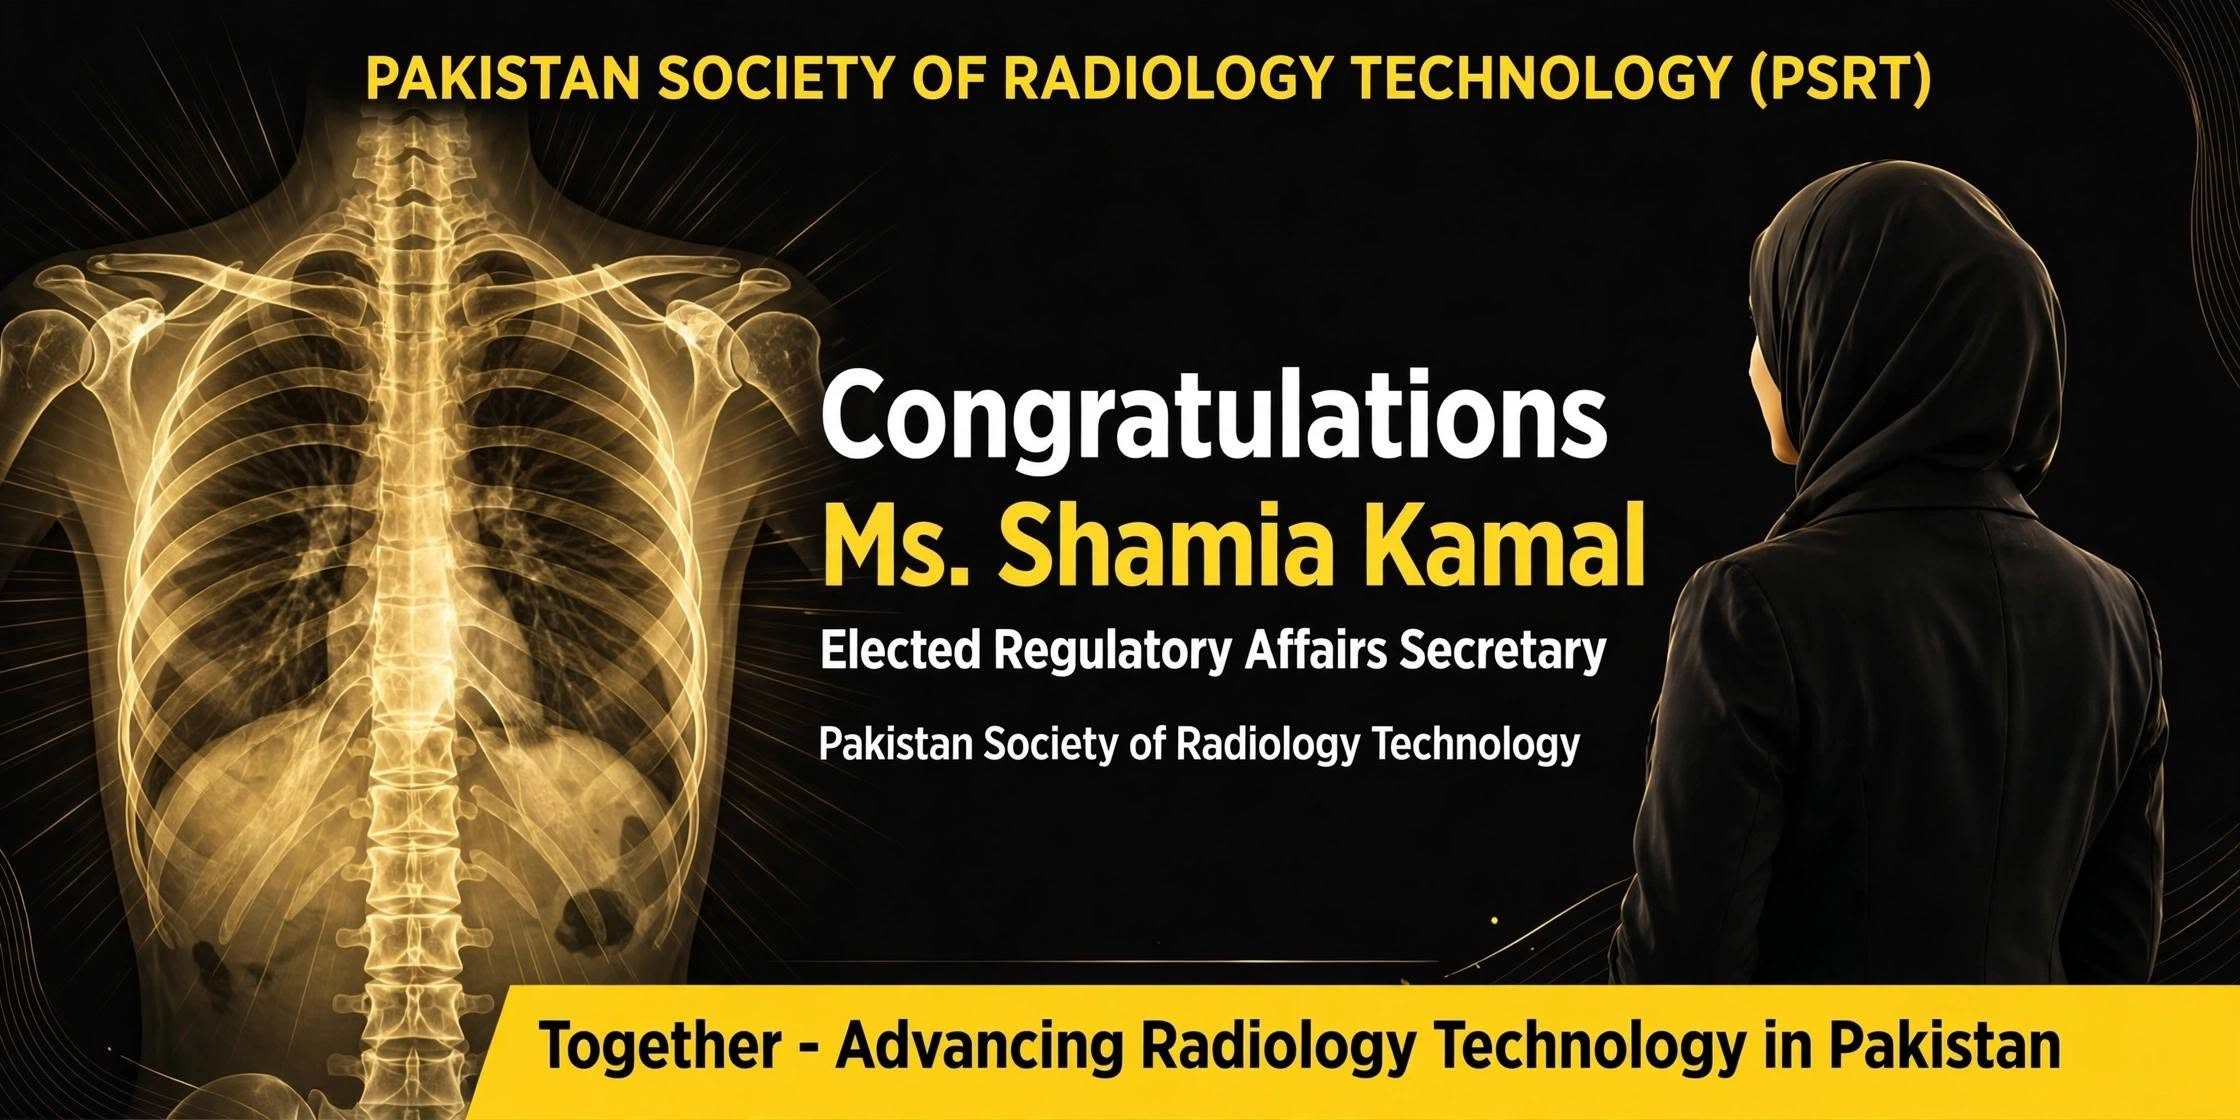 PAKISTAN SOCIETY OF RADIOLOGY TECHNOLOGY (PSRT)
Congratulations
Ms. Shamia Kamal
Elected Regulatory Affairs Secretary
Pakistan Society of Radiology Technology
Together - Advancing Radiology Technology in Pakistan